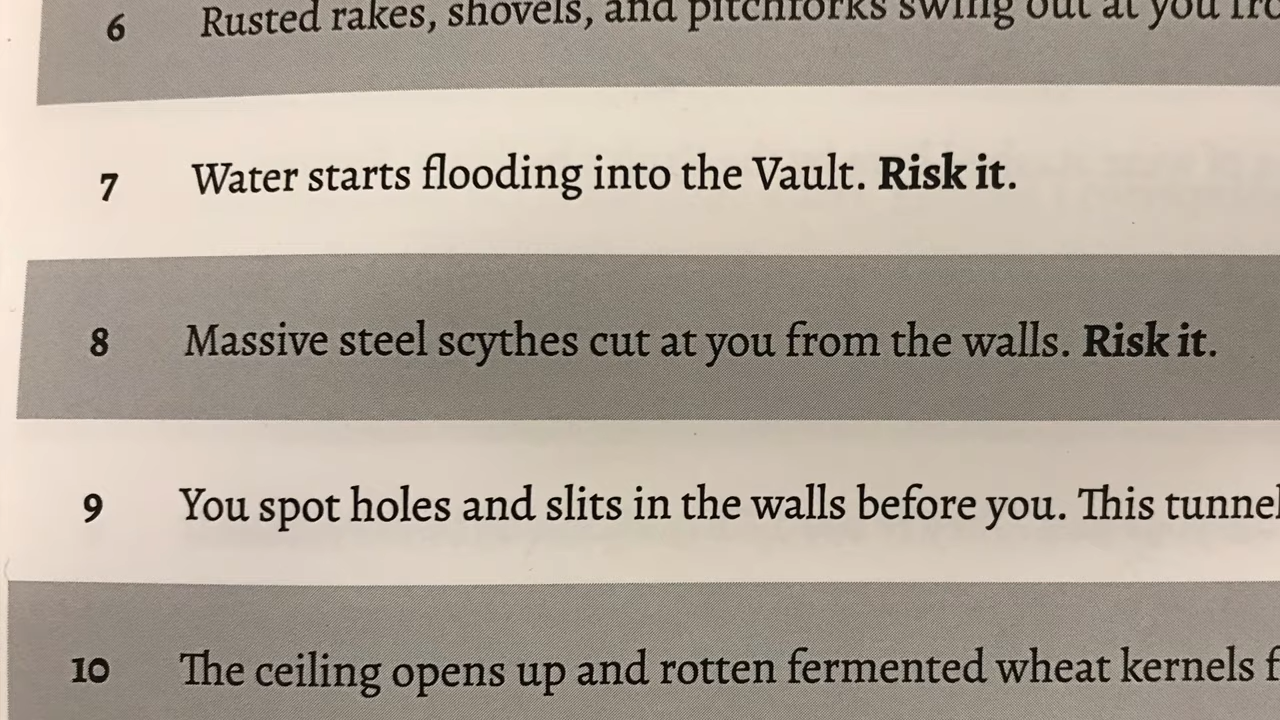 6 Rusted rakes, shovels, and pitchforks swing out at you
7 Water starts flooding into the Vault. Risk it.
8 Massive steel scythes cut at you from the walls. Risk it.
9 You spot holes and slits in the walls before you. This tunnel
10 The ceiling opens up and rotten fermented wheat kernels